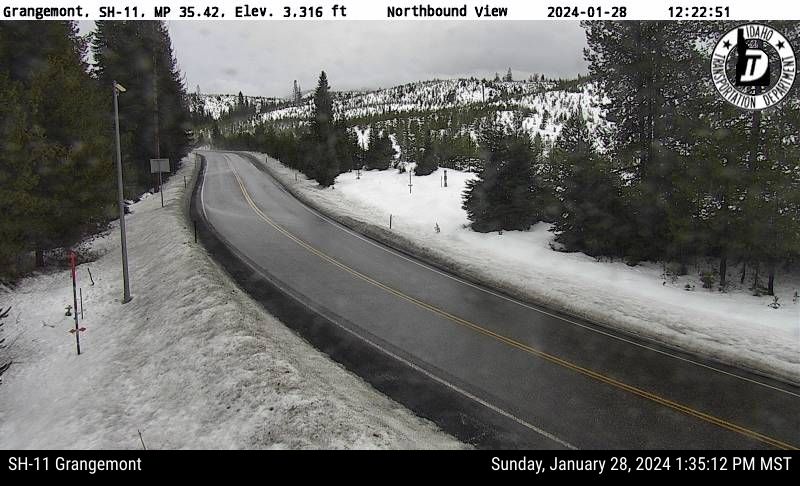 Grangemont, SH-11, MP 35.42, Elev. 3,316 ft Northbound View 2024-01-28 12:22:51
IDAHO
TRANSPORTATION DEPARTMENT
SH-11 Grangemont Sunday, January 28, 2024 1:35:12 PM MST